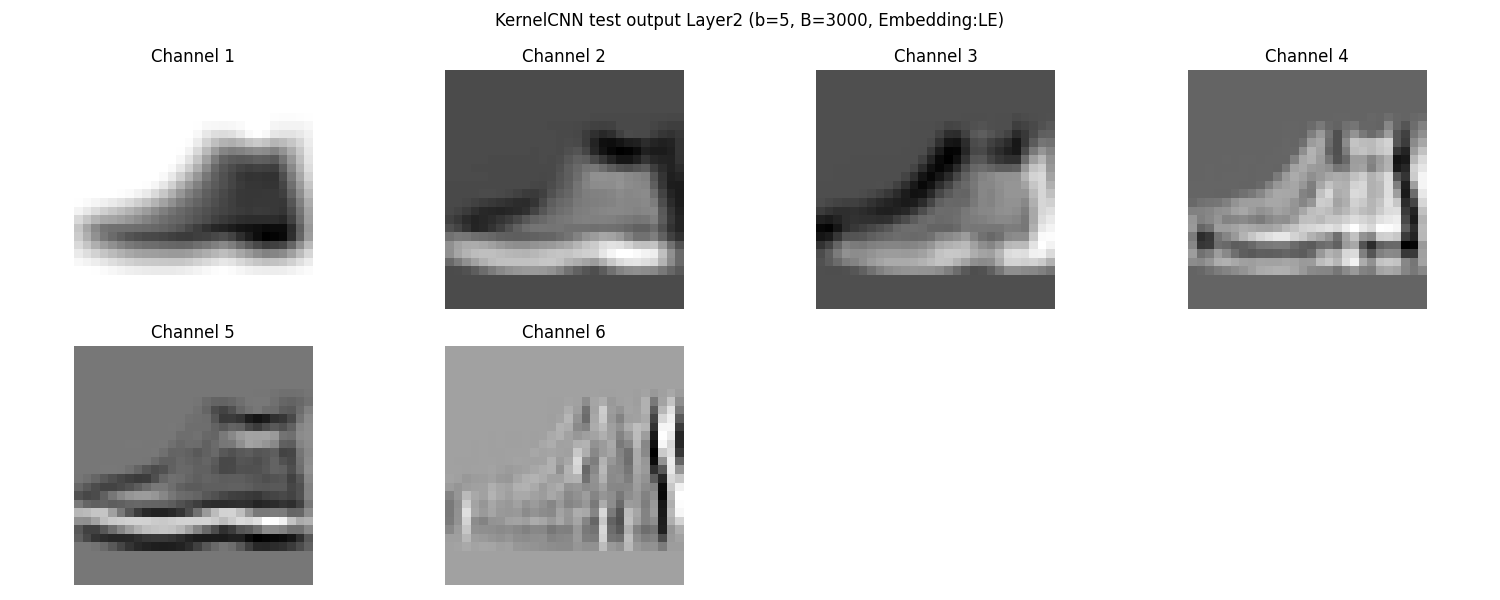 KernelCNN test output Layer2 (b=5, B=3000, Embedding:LE)
Channel 1
Channel 2
Channel 3
Channel 4
Channel 5
Channel 6